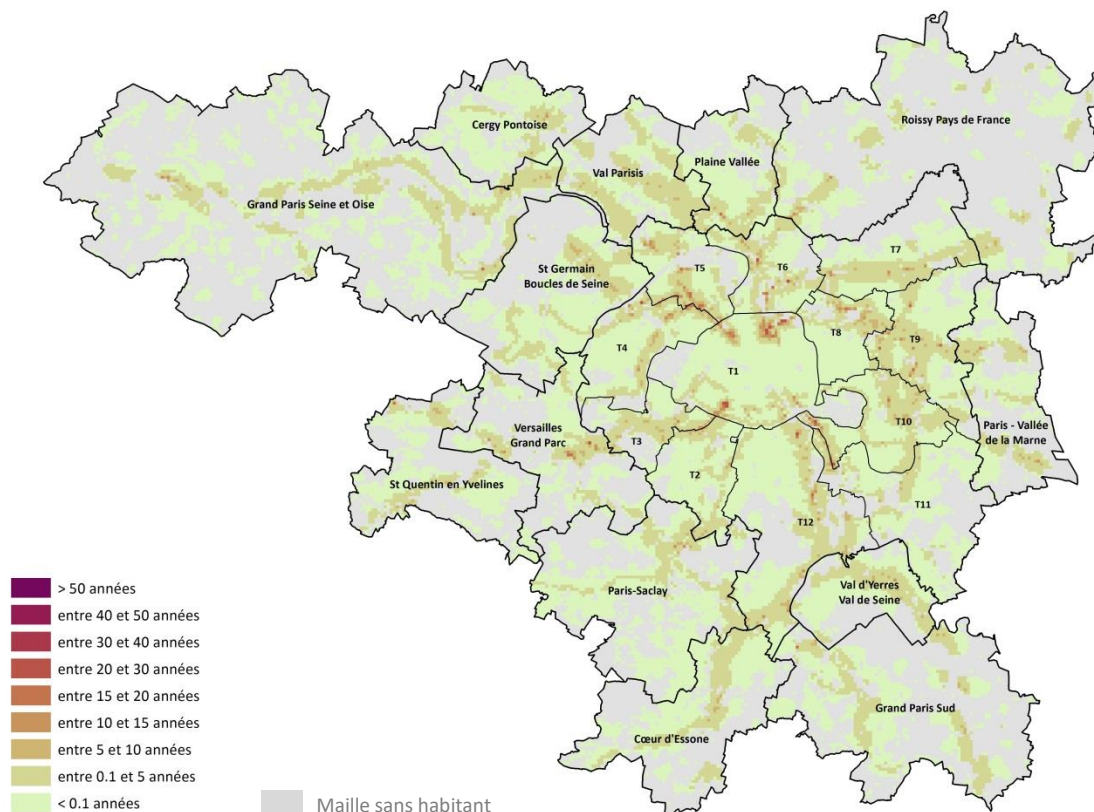 Cergy Pontoise
Roissy Pays de France
Val Parisis
Plaine Vallée
Grand Paris Seine et Oise
St Germain
Boucles de Seine
T7
T5
T6
T8
T9
T4
T1
T10
Paris - Vallée
de la Marne
Versailles
Grand Parc
T3
T2
St Quentin en Yvelines
T11
T12
Paris-Saclay
Val d'Yerres
Val de Seine
Grand Paris Sud
Cœur d'Essone
> 50 années
entre 40 et 50 années
entre 30 et 40 années
entre 20 et 30 années
entre 15 et 20 années
entre 10 et 15 années
entre 5 et 10 années
entre 0.1 et 5 années
< 0.1 années
Maille sans habitant